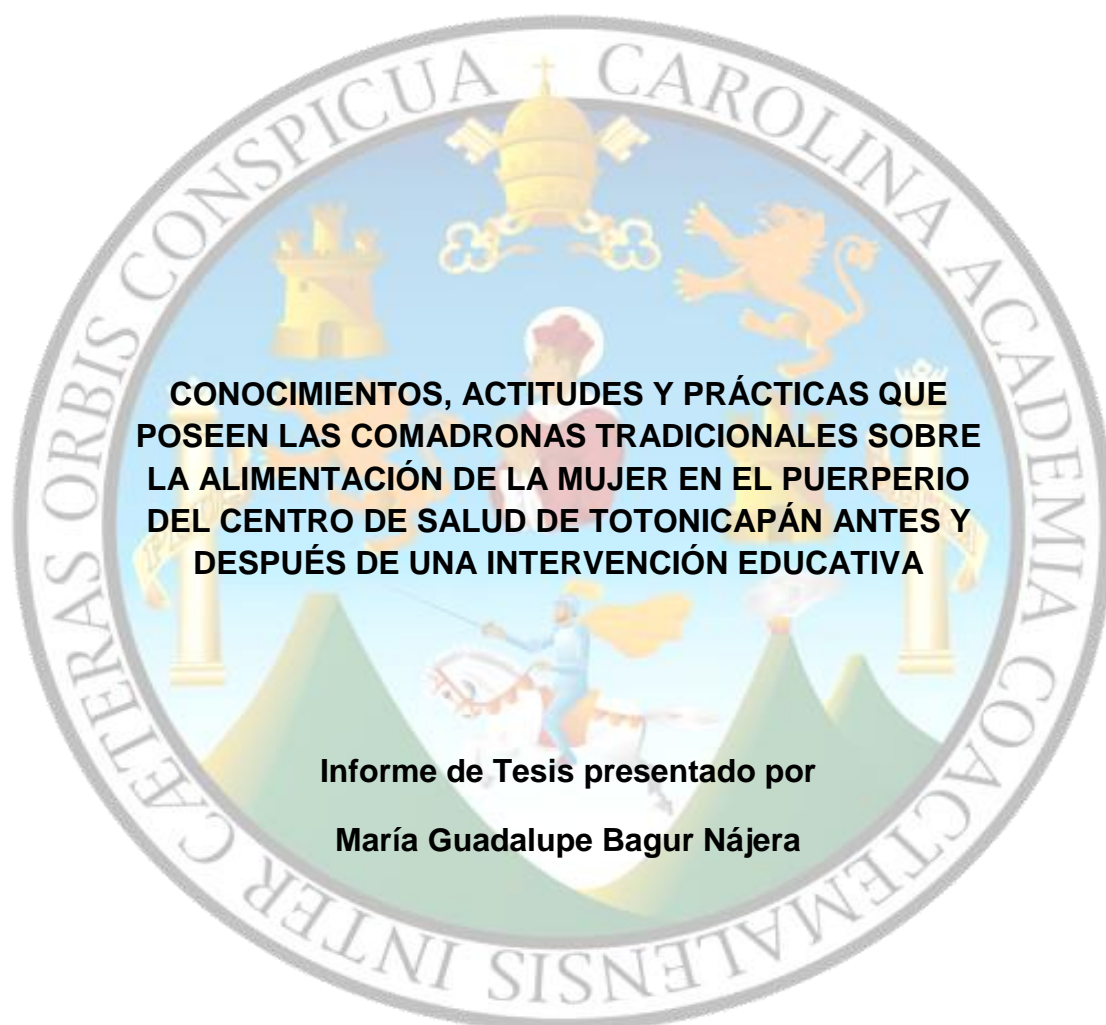 CÆTERAS ORBIS CONSPICUA CAROLINA ACADEMIA COACTEMALENSIS INTER
CONOCIMIENTOS, ACTITUDES Y PRÁCTICAS QUE
POSEEN LAS COMADRONAS TRADICIONALES SOBRE
LA ALIMENTACIÓN DE LA MUJER EN EL PUERPERIO
DEL CENTRO DE SALUD DE TOTONICAPÁN ANTES Y
DESPUÉS DE UNA INTERVENCIÓN EDUCATIVA
Informe de Tesis presentado por
María Guadalupe Bagur Nájera